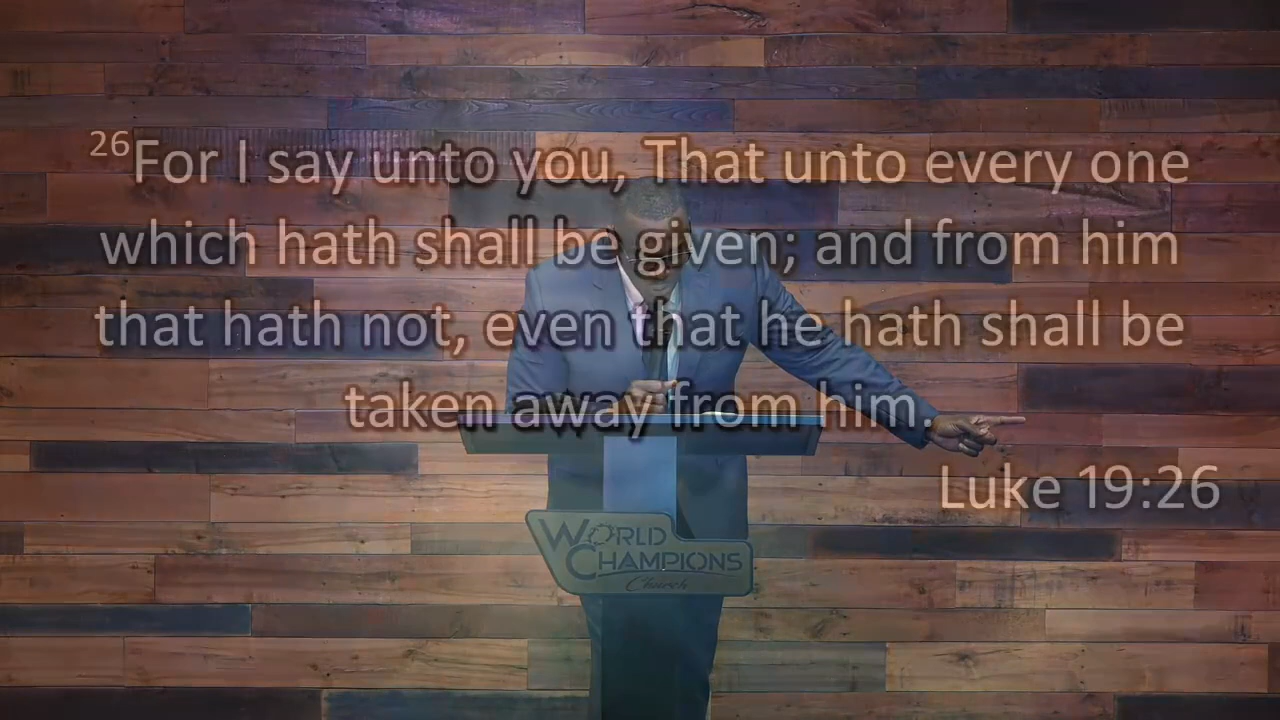 26For I say unto you, That unto every one
which hath shall be given; and from him
that hath not, even that he hath shall be
taken away from him.
Luke 19:26
WORLD
CHAMPIONS
Church